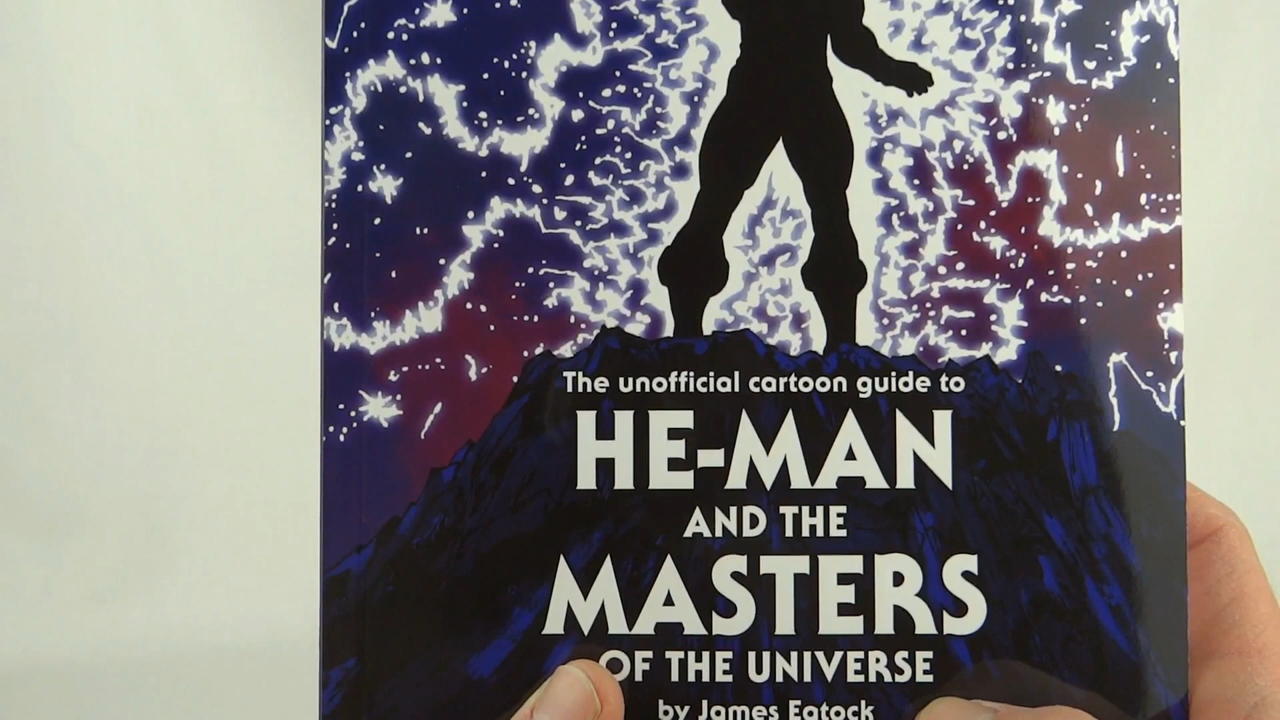 The unofficial cartoon guide to
HE-MAN
AND THE
MASTERS
OF THE UNIVERSE
by James Eatock